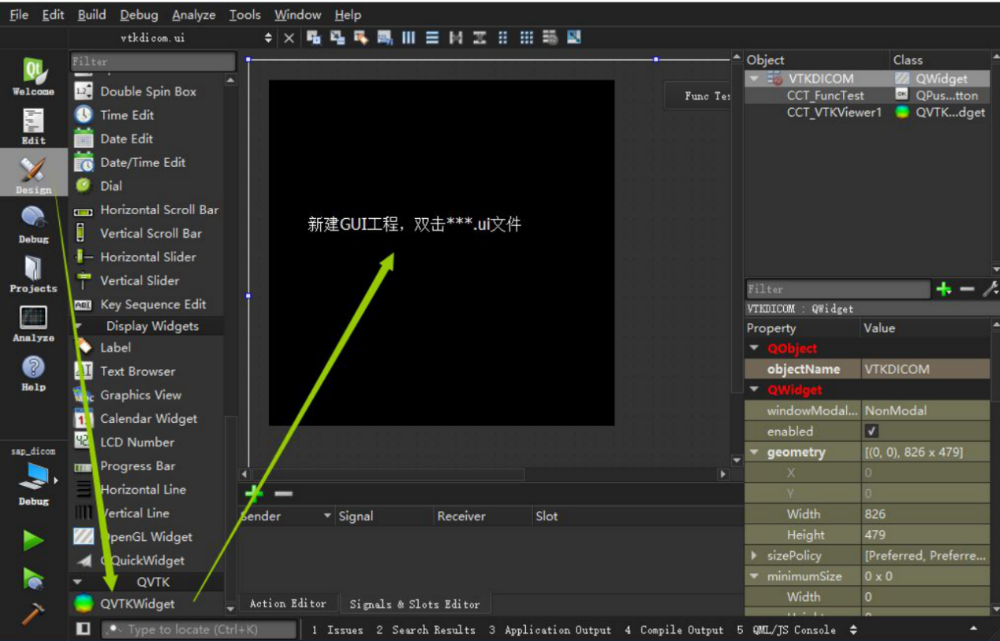 File Edit Build Debug Analyze Tools Window Help
vtkdicom.ui
Welcome
Edit
Design
Debug
Projects
Analyze
Help
sap_dicom
Debug
Filter
Double Spin Box
Time Edit
Date Edit
Date/Time Edit
Dial
Horizontal Scroll Bar
Vertical Scroll Bar
Horizontal Slider
Vertical Slider
Key Sequence Edit
Display Widgets
Label
Text Browser
Graphics View
Calendar Widget
LCD Number
Progress Bar
Horizontal Line
Vertical Line
OpenGL Widget
QQuickWidget
QVTK
QVTKWidget
Func Tes
新建GUI工程，双击***.ui文件
Sender Signal Receiver Slot
Action Editor Signals & Slots Editor
Object Class
VTKDICOM QWidget
CCT_FuncTest QPus...tton
CCT_VTKViewer1 QVTK...dget
Filter
VTKDICOM : QWidget
Property Value
QObject
objectName VTKDICOM
QWidget
windowModal... NonModal
enabled
geometry [(0, 0), 826 x 479]
X 0
Y 0
Width 826
Height 479
sizePolicy [Preferred, Preferre...
minimumSize 0 x 0
Width 0
Type to locate (Ctrl+K) 1 Issues 2 Search Results 3 Application Output 4 Compile Output 5 QML/JS Console